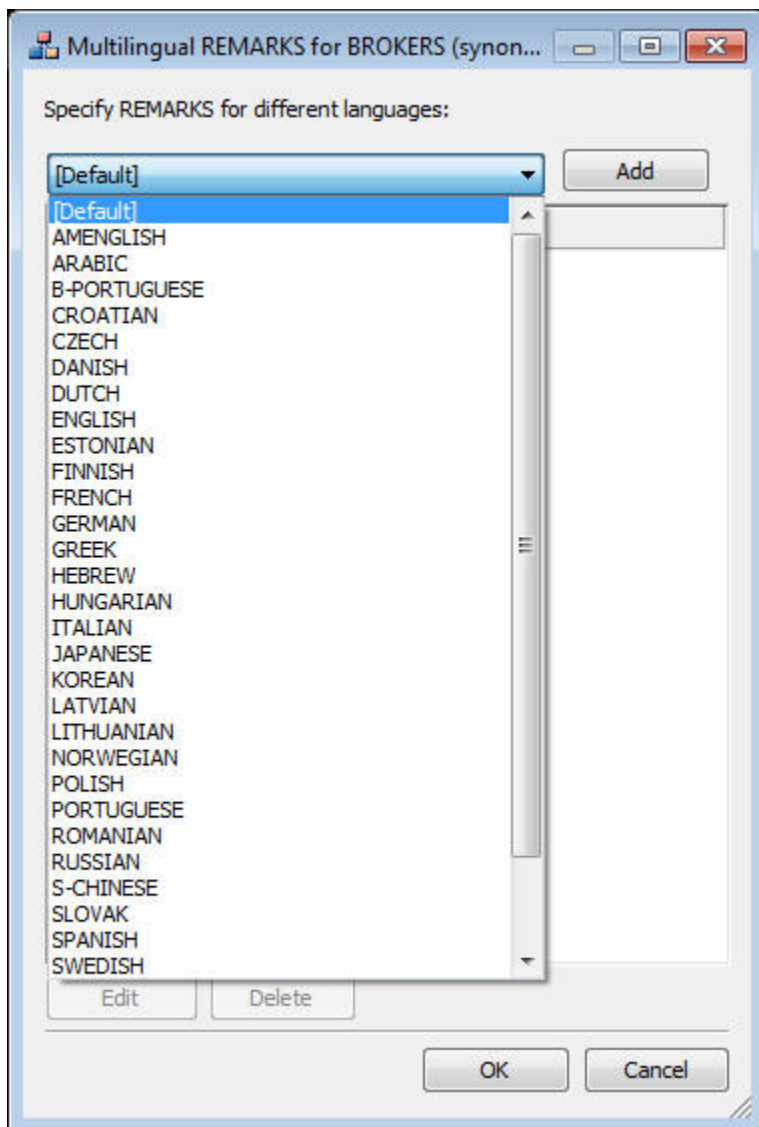 Multilingual REMARKS for BROKERS (synon...
Specify REMARKS for different languages:
[Default]
Add
[Default]
AMENGLISH
ARABIC
B-PORTUGUESE
CROATIAN
CZECH
DANISH
DUTCH
ENGLISH
ESTONIAN
FINNISH
FRENCH
GERMAN
GREEK
HEBREW
HUNGARIAN
ITALIAN
JAPANESE
KOREAN
LATVIAN
LITHUANIAN
NORWEGIAN
POLISH
PORTUGUESE
ROMANIAN
RUSSIAN
S-CHINESE
SLOVAK
SPANISH
SWEDISH
Edit
Delete
OK
Cancel